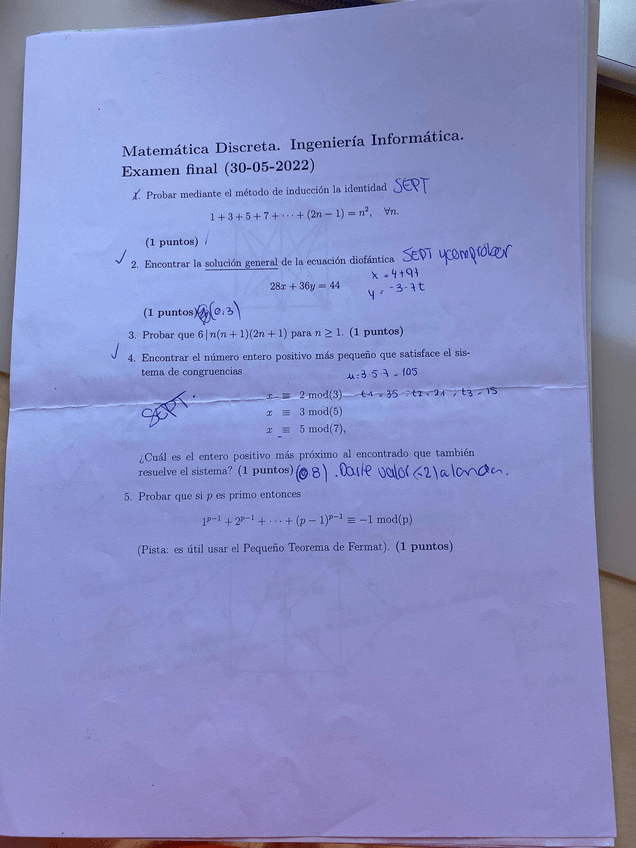 Matemática Discreta. Ingeniería Informática.
Examen final (30-05-2022)
1. Probar mediante el método de inducción la identidad SEPT
1 + 3 + 5 + 7 + · · · + (2n − 1) = n², ∀n.
(1 puntos)
2. Encontrar la solución general de la ecuación diofántica SEPT y comprobar
x = 4+9t
28x + 36y = 44
y = -3-7t
(1 puntos) (0,3)
3. Probar que 6 | n(n + 1)(2n + 1) para n ≥ 1. (1 puntos)
4. Encontrar el número entero positivo más pequeño que satisface el sis-
tema de congruencias
u=3·5·7=105
SEPT.
x ≡ 2 mod(3) t1=35, t2=21, t3=15
x ≡ 3 mod(5)
x ≡ 5 mod(7),
¿Cuál es el entero positivo más próximo al encontrado que también
resuelve el sistema? (1 puntos) (0,8). Darle valor (-2) a
5. Probar que si p es primo entonces
1ᵖ⁻¹ + 2ᵖ⁻¹ + · · · + (p − 1)ᵖ⁻¹ ≡ −1 mod(p)
(Pista: es útil usar el Pequeño Teorema de Fermat). (1 puntos)